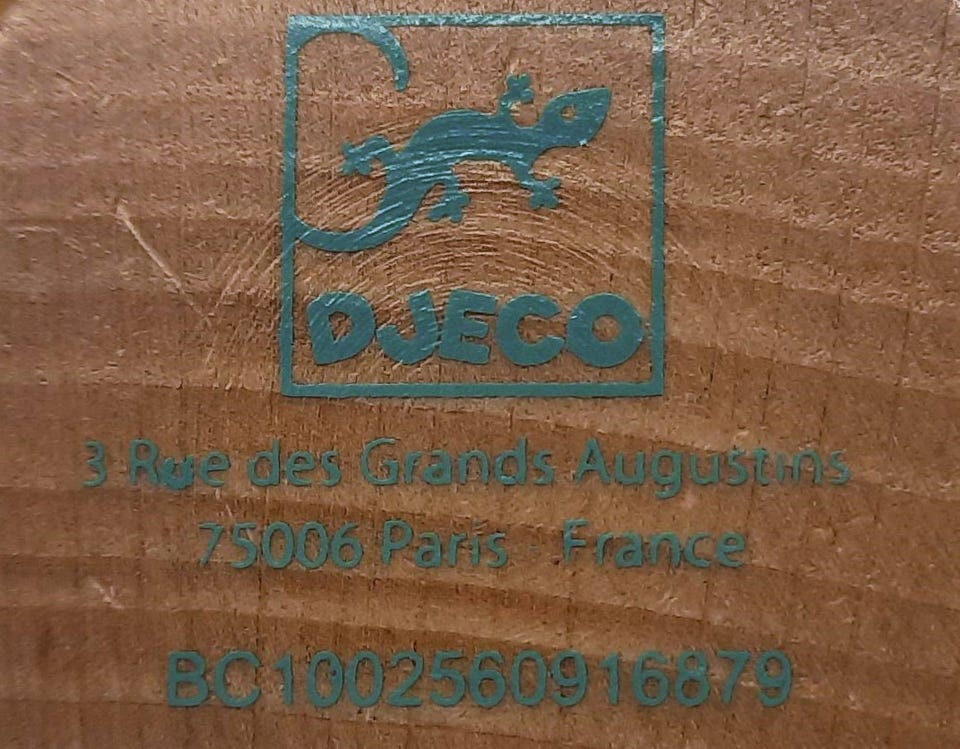 DJECO
3 Rue des Grands Augustins
75006 Paris - France
BC1002560916879